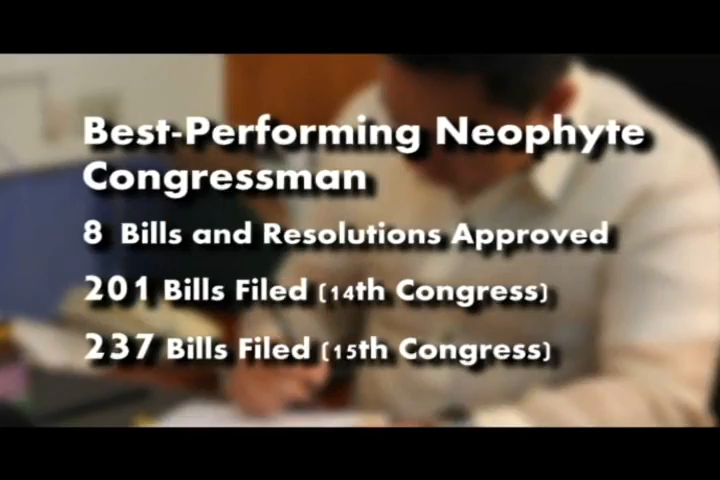 Best-Performing Neophyte
Congressman
8 Bills and Resolutions Approved
201 Bills Filed (14th Congress)
237 Bills Filed (15th Congress)